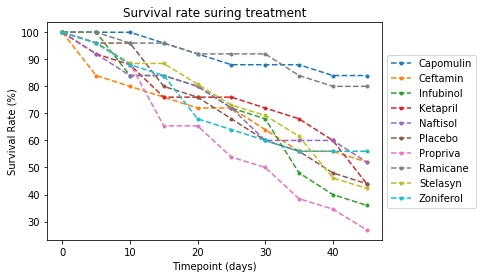 Survival rate suring treatment
Survival Rate (%)
100
90
80
70
60
50
40
30
0
10
20
30
40
Timepoint (days)
Capomulin
Ceftamin
Infubinol
Ketapril
Naftisol
Placebo
Propriva
Ramicane
Stelasyn
Zoniferol